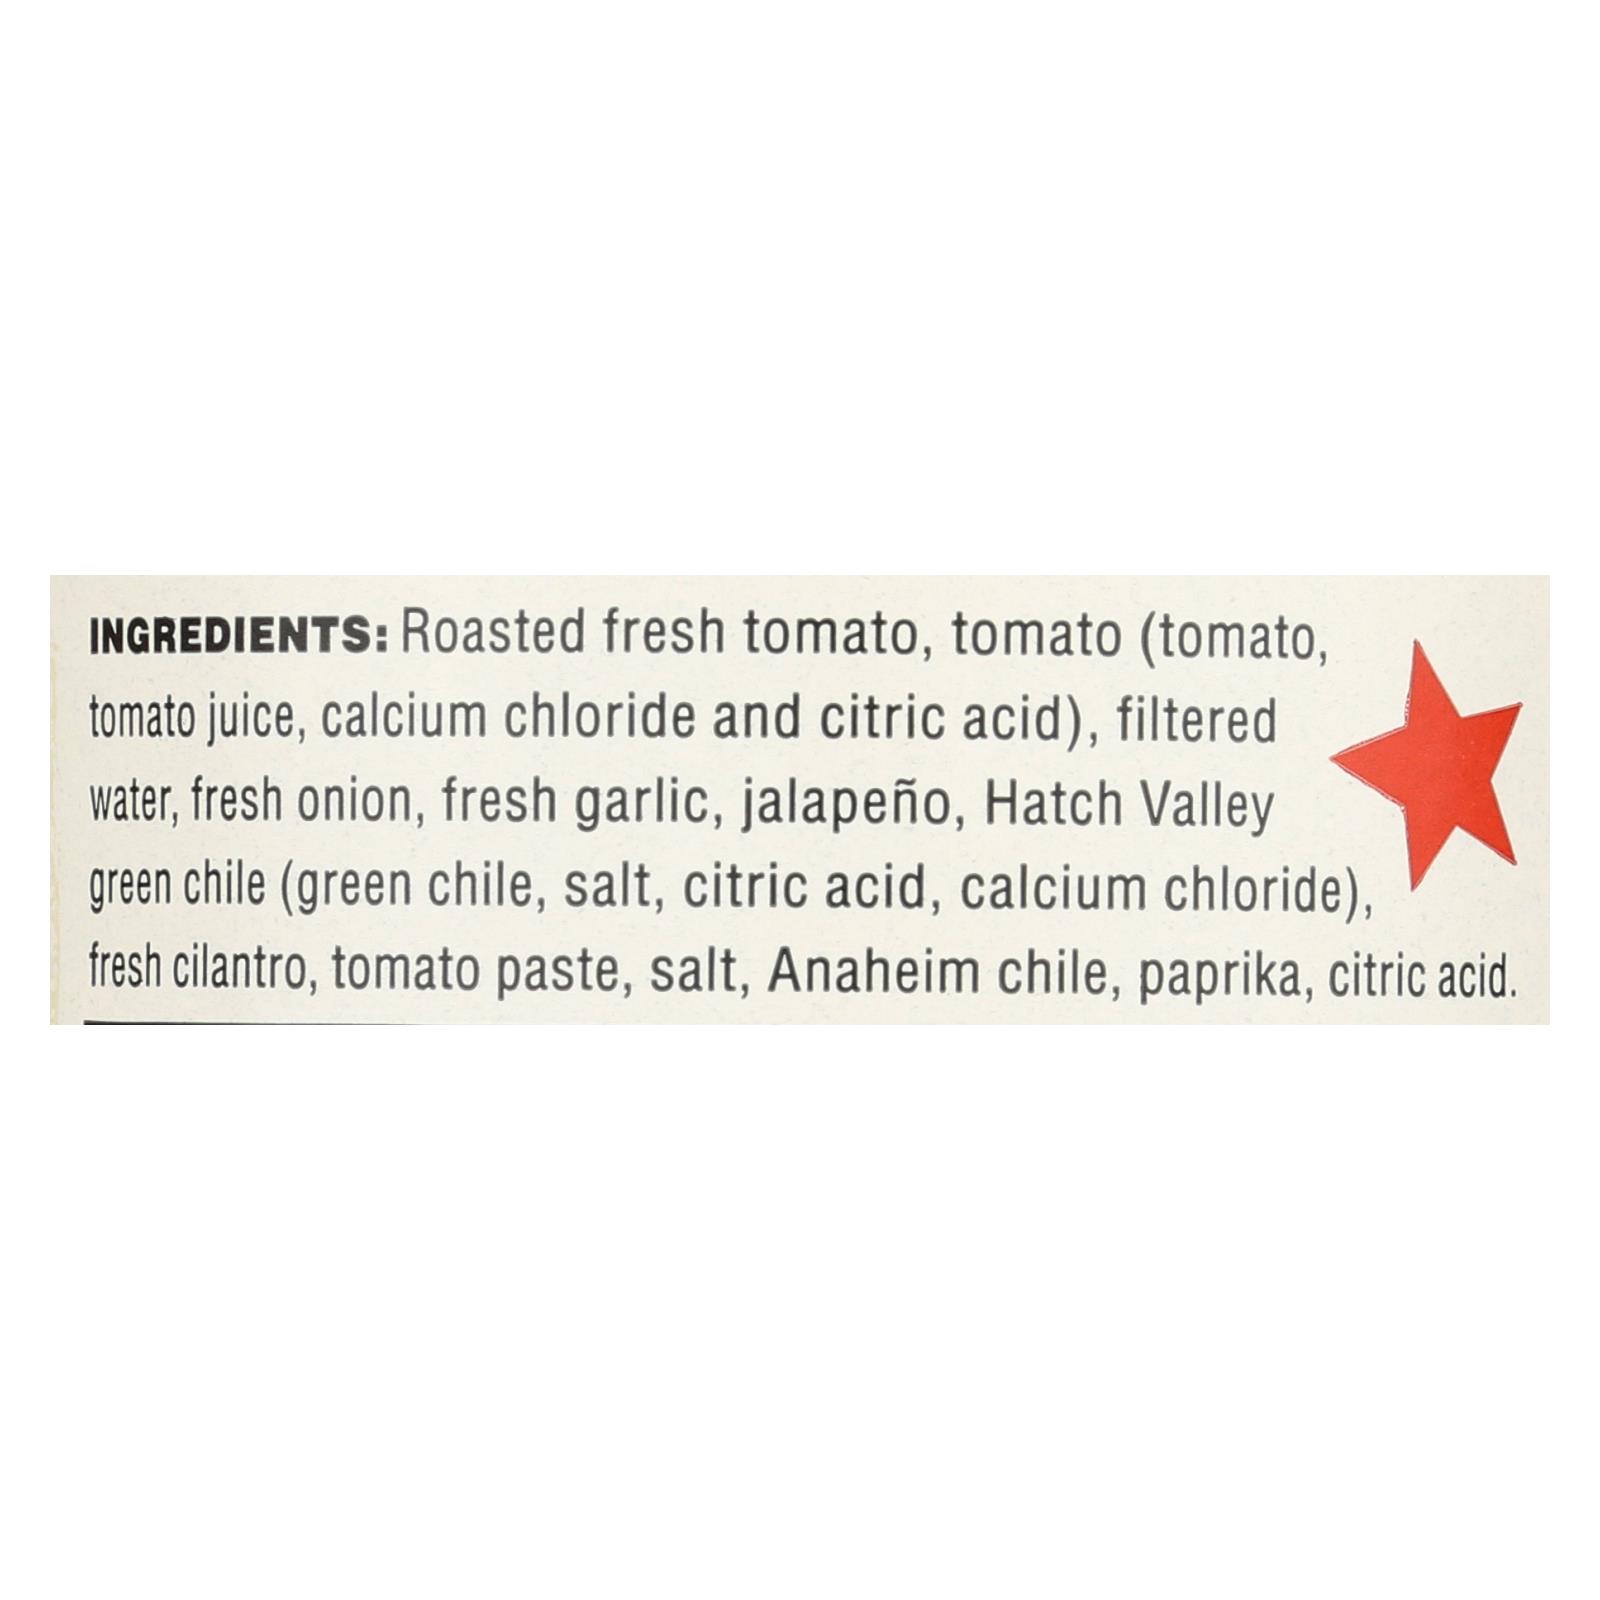 INGREDIENTS: Roasted fresh tomato, tomato (tomato,
tomato juice, calcium chloride and citric acid), filtered
water, fresh onion, fresh garlic, jalapeño, Hatch Valley
green chile (green chile, salt, citric acid, calcium chloride),
fresh cilantro, tomato paste, salt, Anaheim chile, paprika, citric acid.